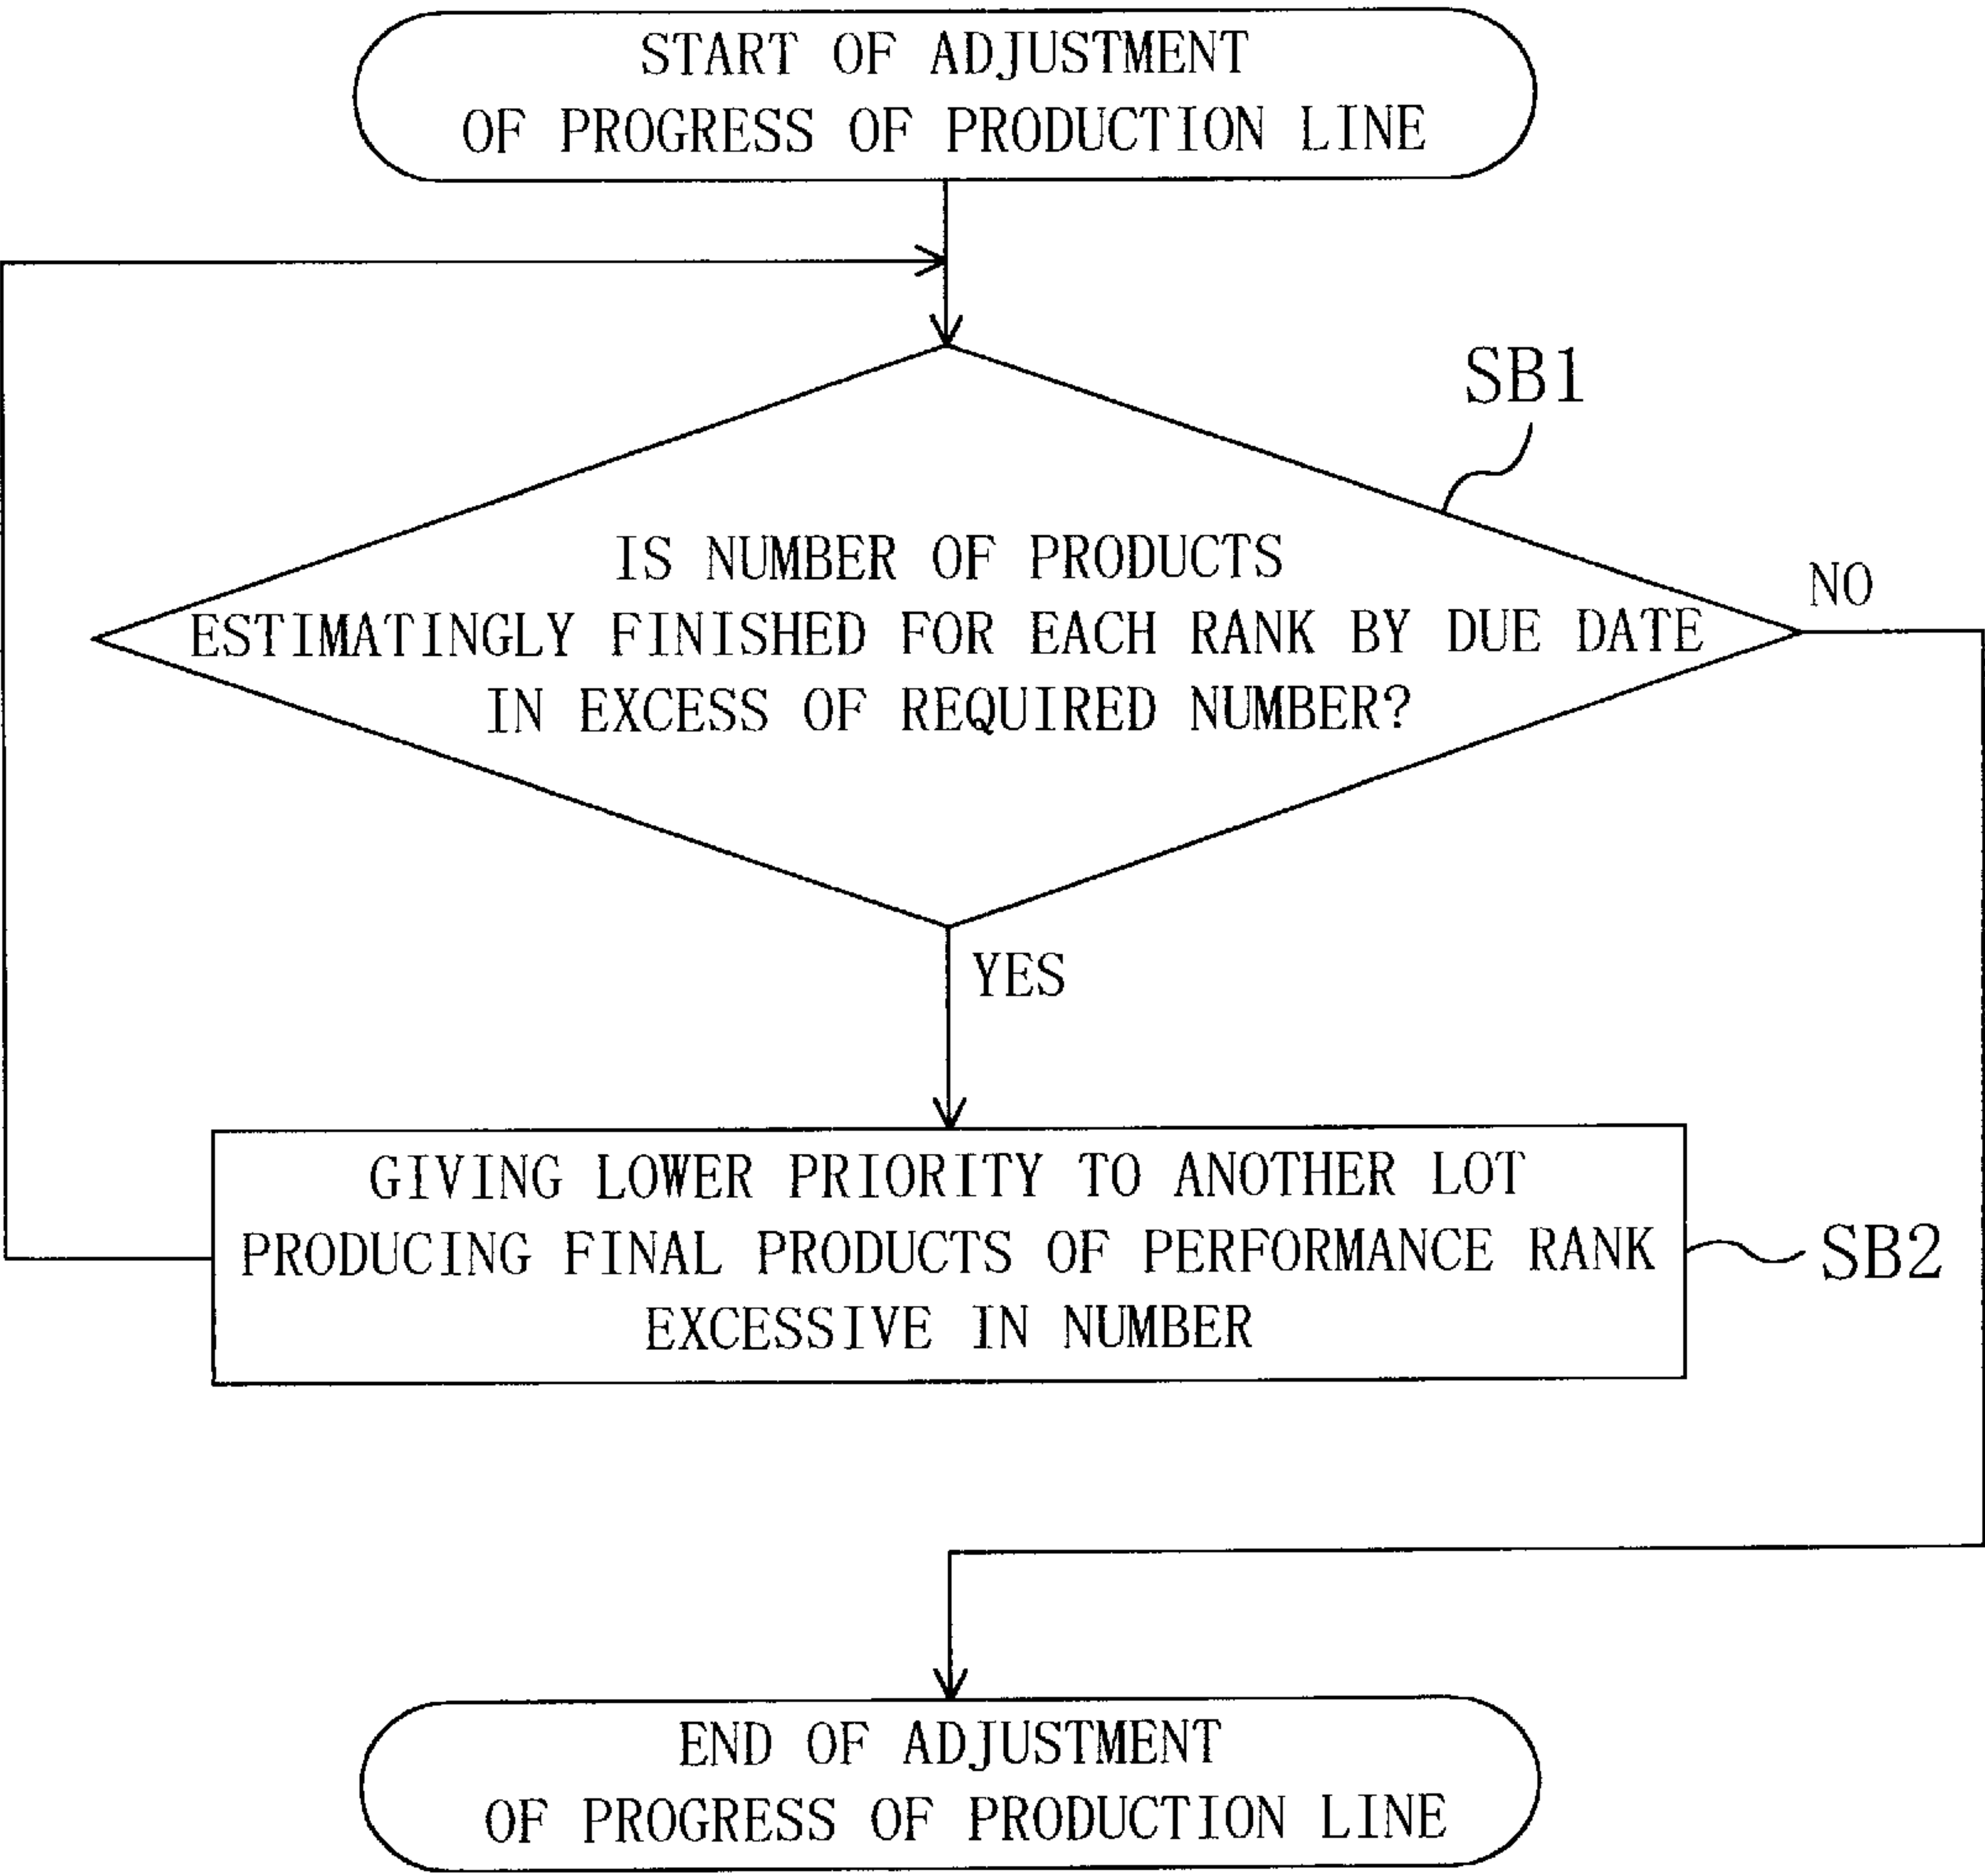 START OF ADJUSTMENT
OF PROGRESS OF PRODUCTION LINE
SB1
IS NUMBER OF PRODUCTS
ESTIMATINGLY FINISHED FOR EACH RANK BY DUE DATE
IN EXCESS OF REQUIRED NUMBER?
NO
YES
GIVING LOWER PRIORITY TO ANOTHER LOT
PRODUCING FINAL PRODUCTS OF PERFORMANCE RANK
EXCESSIVE IN NUMBER
SB2
END OF ADJUSTMENT
OF PROGRESS OF PRODUCTION LINE